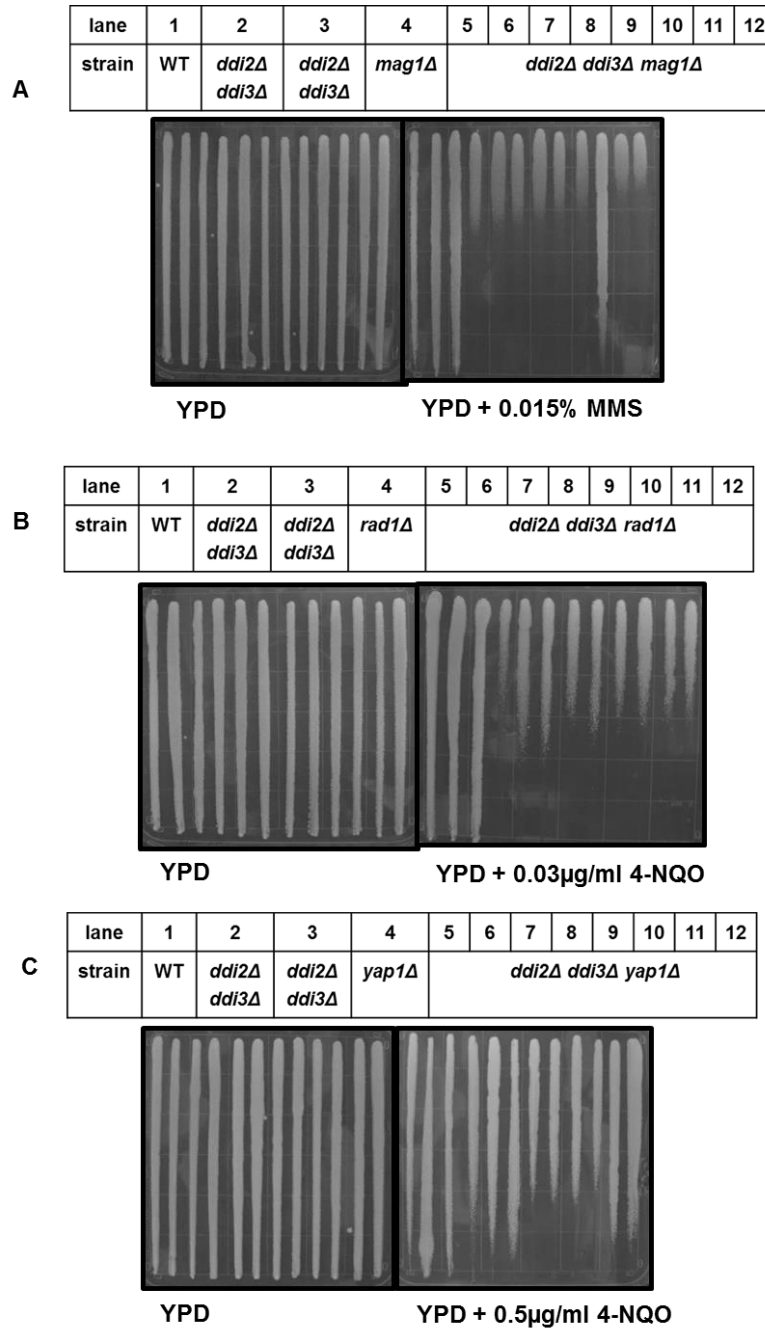 A
lane 1 2 3 4 5 6 7 8 9 10 11 12
strain WT ddi2Δ ddi3Δ ddi2Δ ddi3Δ mag1Δ ddi2Δ ddi3Δ mag1Δ
YPD YPD + 0.015% MMS
B
lane 1 2 3 4 5 6 7 8 9 10 11 12
strain WT ddi2Δ ddi3Δ ddi2Δ ddi3Δ rad1Δ ddi2Δ ddi3Δ rad1Δ
YPD YPD + 0.03µg/ml 4-NQO
C
lane 1 2 3 4 5 6 7 8 9 10 11 12
strain WT ddi2Δ ddi3Δ ddi2Δ ddi3Δ yap1Δ ddi2Δ ddi3Δ yap1Δ
YPD YPD + 0.5µg/ml 4-NQO